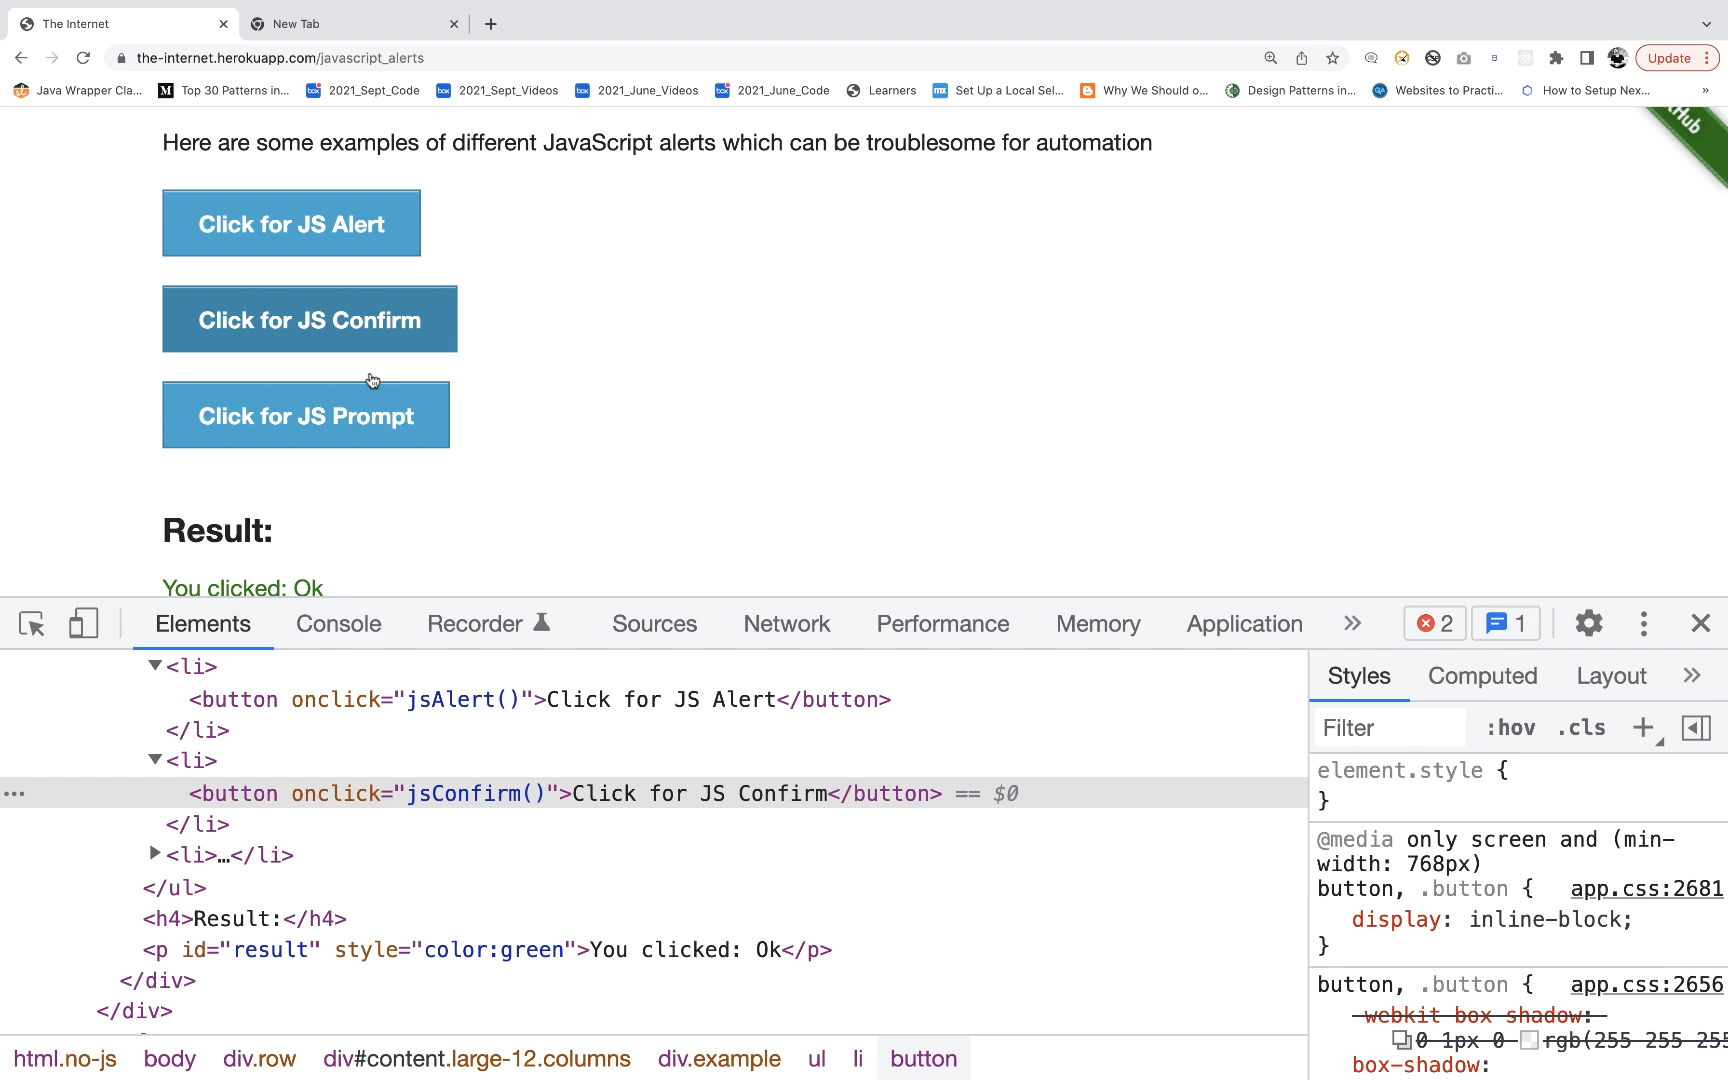 The Internet
New Tab
the-internet.herokuapp.com/javascript_alerts
Update
Java Wrapper Cla...
Top 30 Patterns in...
2021_Sept_Code
2021_Sept_Videos
2021_June_Videos
2021_June_Code
Learners
Set Up a Local Sel...
Why We Should o...
Design Patterns in...
Websites to Practi...
How to Setup Nex...
»
Here are some examples of different JavaScript alerts which can be troublesome for automation
Click for JS Alert
Click for JS Confirm
Click for JS Prompt
Result:
You clicked: Ok
Elements Console Recorder Sources Network Performance Memory Application » 2 1
<li>
<button onclick="jsAlert()">Click for JS Alert</button>
</li>
<li>
<button onclick="jsConfirm()">Click for JS Confirm</button> == $0
</li>
<li>…</li>
</ul>
<h4>Result:</h4>
<p id="result" style="color:green">You clicked: Ok</p>
</div>
</div>
html.no-js body div.row div#content.large-12.columns div.example ul li button
Styles Computed Layout »
Filter :hov .cls +
element.style {
}
@media only screen and (min-
width: 768px)
button, .button { app.css:2681
display: inline-block;
}
button, .button { app.css:2656
-webkit-box-shadow:
0 1px 0 rgb(255 255 255
box-shadow: